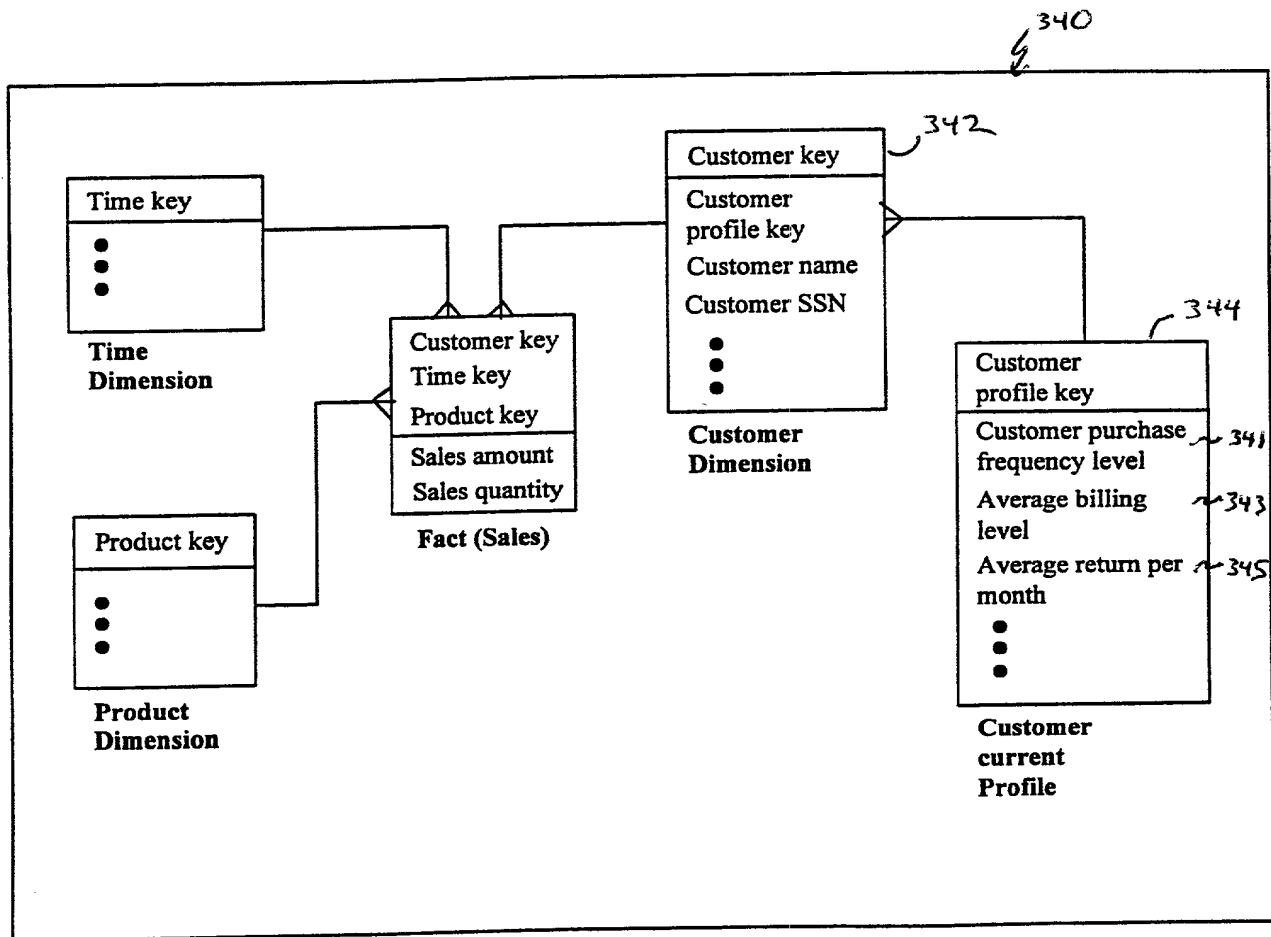 340
Time key
Time
Dimension
Product key
Product
Dimension
Customer key
Time key
Product key
Sales amount
Sales quantity
Fact (Sales)
342
Customer key
Customer
profile key
Customer name
Customer SSN
Customer
Dimension
344
Customer
profile key
Customer purchase
frequency level
341
Average billing
level
343
Average return per
month
345
Customer
current
Profile